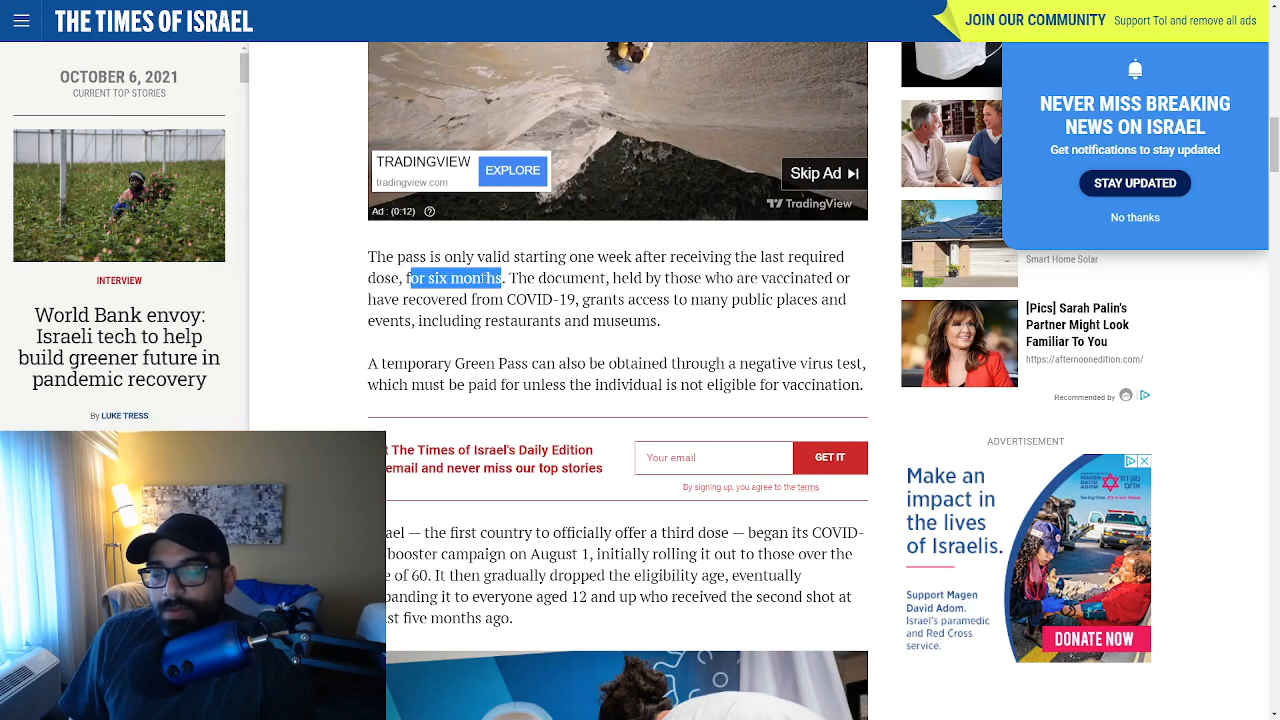 THE TIMES OF ISRAEL
JOIN OUR COMMUNITY Support ToI and remove all ads
OCTOBER 6, 2021
CURRENT TOP STORIES
INTERVIEW
World Bank envoy:
Israeli tech to help
build greener future in
pandemic recovery
By LUKE TRESS
TRADINGVIEW
tradingview.com
EXPLORE
Skip Ad
TradingView
Ad : (0:12)
The pass is only valid starting one week after receiving the last required
dose, for six months. The document, held by those who are vaccinated or
have recovered from COVID-19, grants access to many public places and
events, including restaurants and museums.
A temporary Green Pass can also be obtained through a negative virus test,
which must be paid for unless the individual is not eligible for vaccination.
t The Times of Israel's Daily Edition
email and never miss our top stories
Your email
GET IT
By signing up, you agree to the terms
ael — the first country to officially offer a third dose — began its COVID-
booster campaign on August 1, initially rolling it out to those over the
e of 60. It then gradually dropped the eligibility age, eventually
panding it to everyone aged 12 and up who received the second shot at
st five months ago.
NEVER MISS BREAKING
NEWS ON ISRAEL
Get notifications to stay updated
STAY UPDATED
No thanks
Smart Home Solar
[Pics] Sarah Palin's
Partner Might Look
Familiar To You
https://afternoonedition.com/
Recommended by
ADVERTISEMENT
Make an
impact in
the lives
of Israelis.
Support Magen
David Adom.
Israel's paramedic
and Red Cross
service.
DONATE NOW